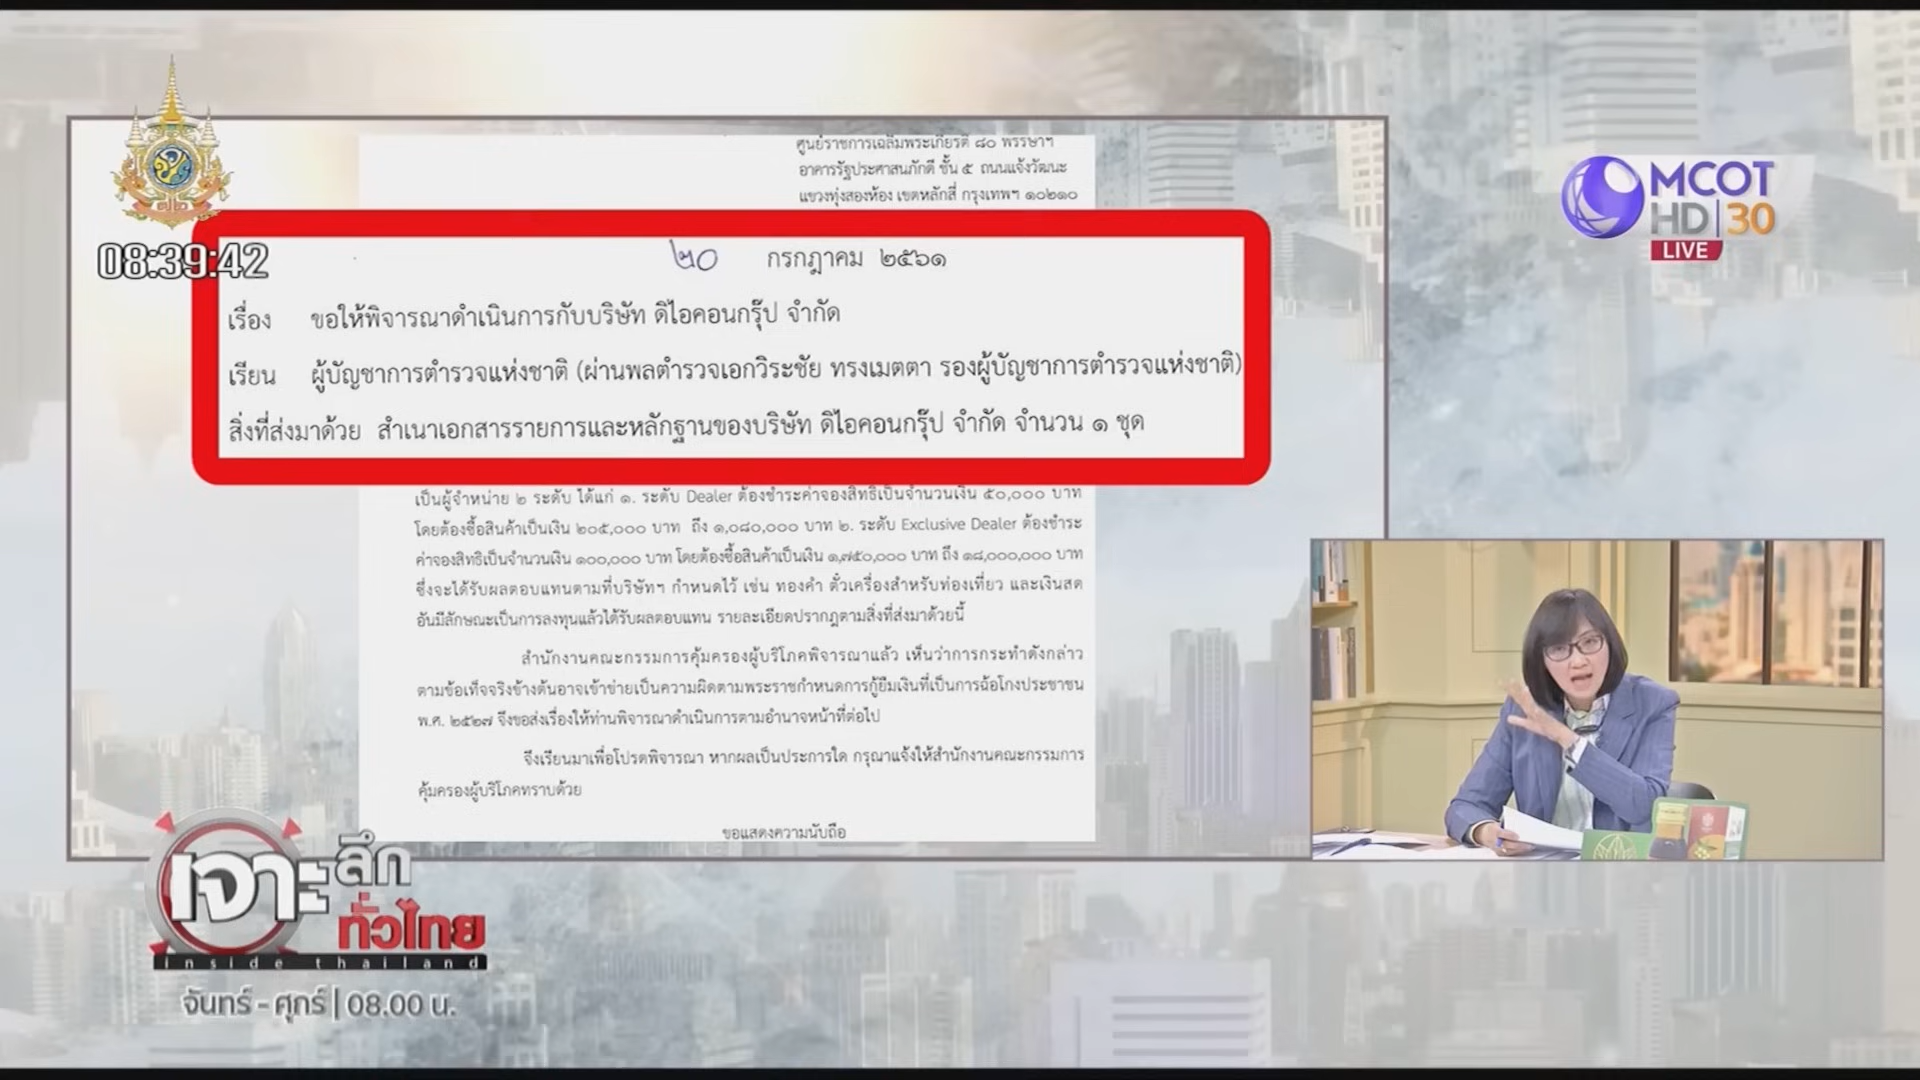 ศูนย์ราชการเฉลิมพระเกียรติ ๘๐ พรรษาฯ
อาคารรัฐประศาสนภักดี ชั้น ๕ ถนนแจ้งวัฒนะ
แขวงทุ่งสองห้อง เขตหลักสี่ กรุงเทพฯ ๑๐๒๑๐
MCOT
HD 30
LIVE
๗๒
08:39:42
๒๐ กรกฎาคม ๒๕๖๑
เรื่อง ขอให้พิจารณาดำเนินการกับบริษัท ดิไอคอนกรุ๊ป จำกัด
เรียน ผู้บัญชาการตำรวจแห่งชาติ (ผ่านพลตำรวจเอกวิระชัย ทรงเมตตา รองผู้บัญชาการตำรวจแห่งชาติ)
สิ่งที่ส่งมาด้วย สำเนาเอกสารรายการและหลักฐานของบริษัท ดิไอคอนกรุ๊ป จำกัด จำนวน ๑ ชุด
เป็นผู้จำหน่าย ๒ ระดับ ได้แก่ ๑. ระดับ Dealer ต้องชำระค่าจองสิทธิเป็นจำนวนเงิน ๕๐,๐๐๐ บาท
โดยต้องซื้อสินค้าเป็นเงิน ๒๐๕,๐๐๐ บาท ถึง ๑,๐๘๐,๐๐๐ บาท ๒. ระดับ Exclusive Dealer ต้องชำระ
ค่าจองสิทธิเป็นจำนวนเงิน ๑๐๐,๐๐๐ บาท โดยต้องซื้อสินค้าเป็นเงิน ๑,๗๕๐,๐๐๐ บาท ถึง ๑๘,๐๐๐,๐๐๐ บาท
ซึ่งจะได้รับผลตอบแทนตามที่บริษัทฯ กำหนดไว้ เช่น ทองคำ ตั๋วเครื่องสำหรับท่องเที่ยว และเงินสด
อันมีลักษณะเป็นการลงทุนแล้วได้รับผลตอบแทน รายละเอียดปรากฏตามสิ่งที่ส่งมาด้วยนี้
สำนักงานคณะกรรมการคุ้มครองผู้บริโภคพิจารณาแล้ว เห็นว่าการกระทำดังกล่าว
ตามข้อเท็จจริงข้างต้นอาจเข้าข่ายเป็นความผิดตามพระราชกำหนดการกู้ยืมเงินที่เป็นการฉ้อโกงประชาชน
พ.ศ. ๒๕๒๗ จึงขอส่งเรื่องให้ท่านพิจารณาดำเนินการตามอำนาจหน้าที่ต่อไป
จึงเรียนมาเพื่อโปรดพิจารณา หากผลเป็นประการใด กรุณาแจ้งให้สำนักงานคณะกรรมการ
คุ้มครองผู้บริโภคทราบด้วย
ขอแสดงความนับถือ
เจาะลึก
ทั่วไทย
inside thailand
จันทร์ - ศุกร์ | 08.00 น.